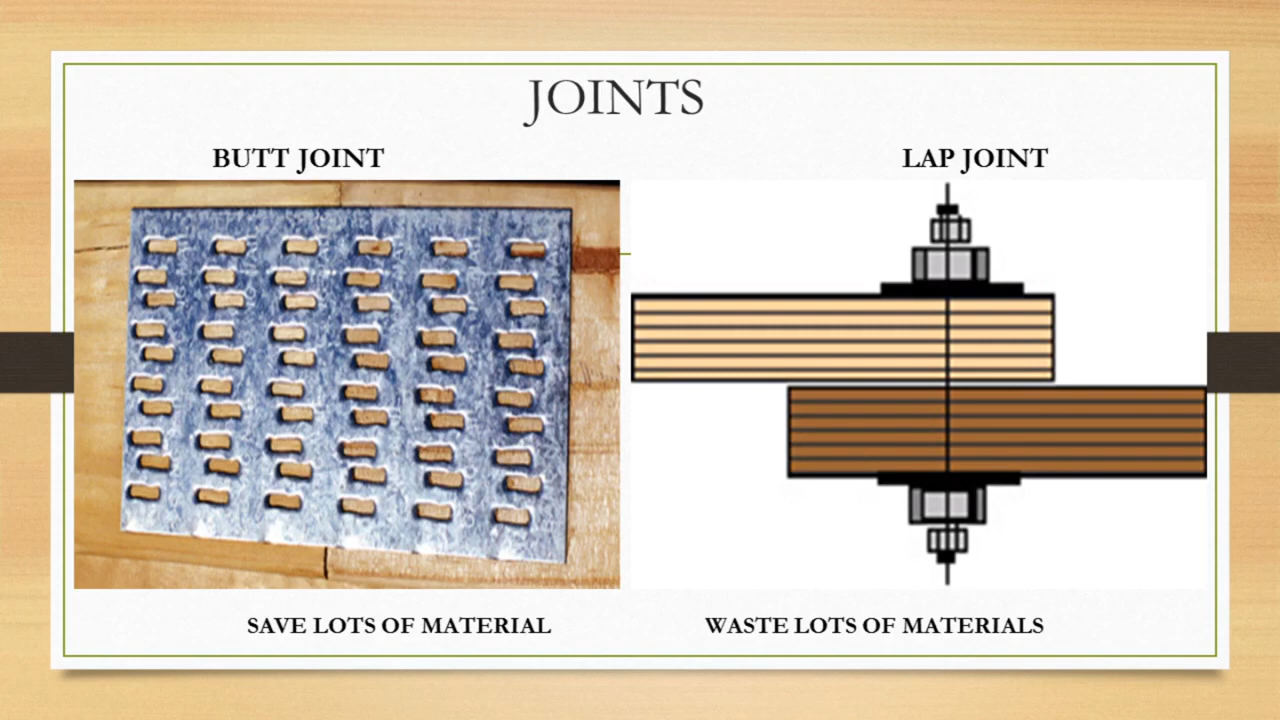 JOINTS
BUTT JOINT
LAP JOINT
SAVE LOTS OF MATERIAL
WASTE LOTS OF MATERIALS